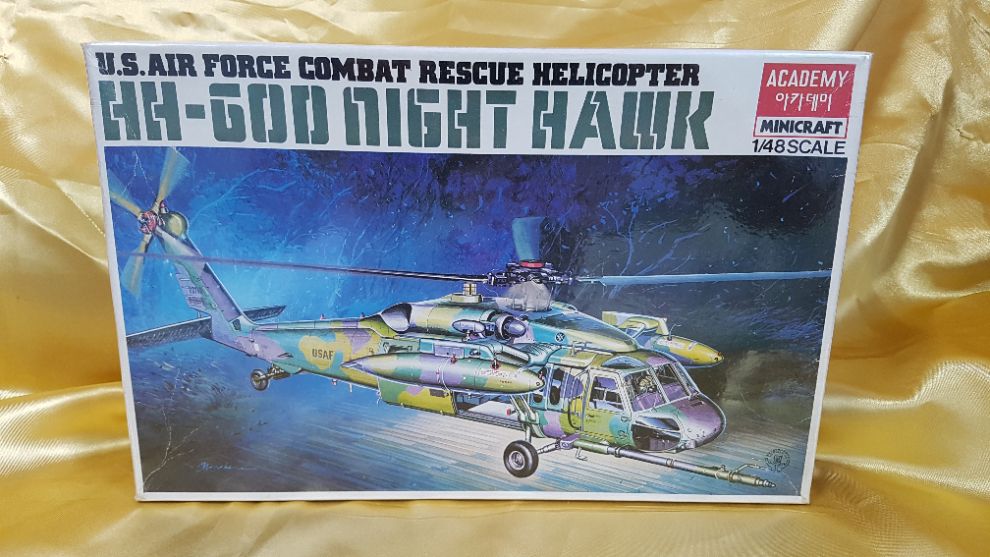 U.S. AIR FORCE COMBAT RESCUE HELICOPTER
HH-60D NIGHT HAWK
ACADEMY
아카데미
MINICRAFT
1/48 SCALE
USAF